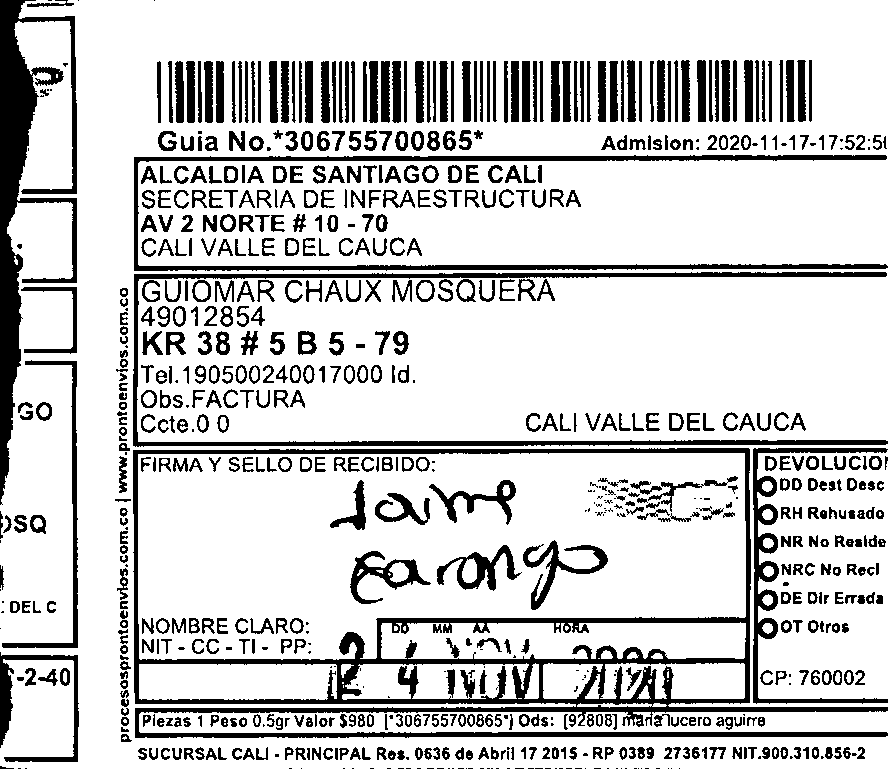 Guia No.*306755700865*
Admision: 2020-11-17-17:52:5
ALCALDIA DE SANTIAGO DE CALI
SECRETARIA DE INFRAESTRUCTURA
AV 2 NORTE # 10 - 70
CALI VALLE DEL CAUCA
GUIOMAR CHAUX MOSQUERA
49012854
KR 38 # 5 B 5 - 79
Tel.190500240017000 Id.
Obs.FACTURA
Ccte.0 0 CALI VALLE DEL CAUCA
procesosprontoenvios.com.co | www.prontoenvios.com.co
FIRMA Y SELLO DE RECIBIDO:
Jaime
NOMBRE CLARO:
NIT - CC - TI - PP:
DD MM AA HORA
24 NOV 2020
DEVOLUCION
DD Dest Desc
RH Rehusado
NR No Reside
NRC No Recl
DE Dir Errada
OT Otros
CP: 760002
Piezas 1 Peso 0.5gr Valor $980 [*306755700865*] Ods: [92808] maria lucero aguirre
SUCURSAL CALI - PRINCIPAL Res. 0636 de Abril 17 2015 - RP 0389 2736177 NIT.900.310.856-2
GO
OSQ
DEL C
-2-40